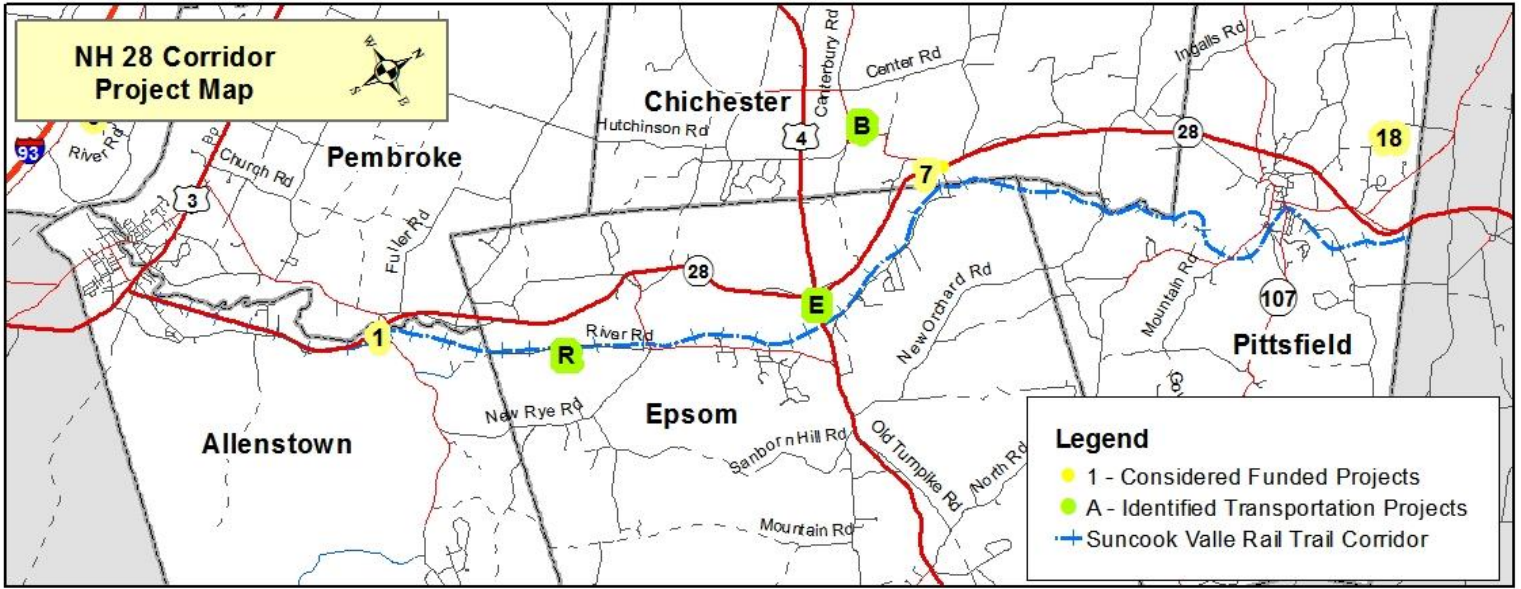 NH 28 Corridor
Project Map
W
N
S
E
93
River Rd
3
Church Rd
Pembroke
Fuller Rd
Chichester
Hutchinson Rd
Canterbury Rd
Center Rd
4
B
7
Ingalls Rd
28
18
28
E
1
River Rd
R
New Orchard Rd
Mountain Rd
107
Pittsfield
New Rye Rd
Epsom
Allenstown
Sanborn Hill Rd
Old Turnpike Rd
North Rd
Mountain Rd
Legend
1 - Considered Funded Projects
A - Identified Transportation Projects
Suncook Valle Rail Trail Corridor